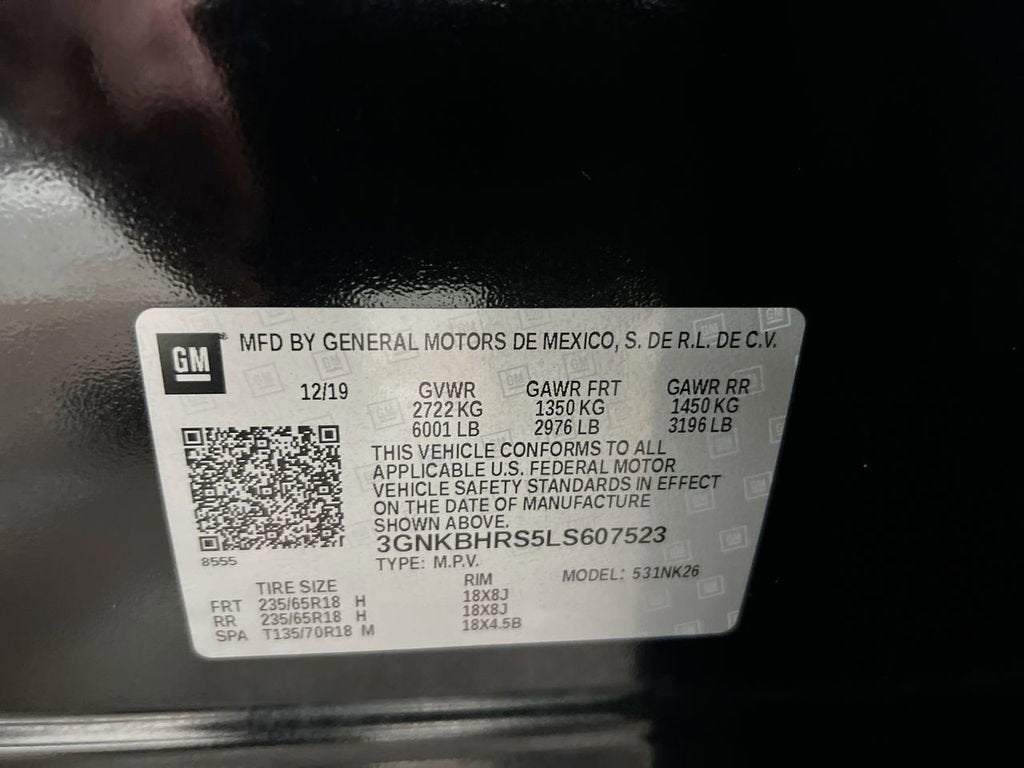 GM
MFD BY GENERAL MOTORS DE MEXICO, S. DE R.L. DE C.V.
12/19 GVWR GAWR FRT GAWR RR
2722 KG 1350 KG 1450 KG
6001 LB 2976 LB 3196 LB
THIS VEHICLE CONFORMS TO ALL
APPLICABLE U.S. FEDERAL MOTOR
VEHICLE SAFETY STANDARDS IN EFFECT
ON THE DATE OF MANUFACTURE
SHOWN ABOVE.
3GNKBHRS5LS607523
8555
TYPE: M.P.V. MODEL: 531NK26
TIRE SIZE RIM
FRT 235/65R18 H 18X8J
RR 235/65R18 H 18X8J
SPA T135/70R18 M 18X4.5B